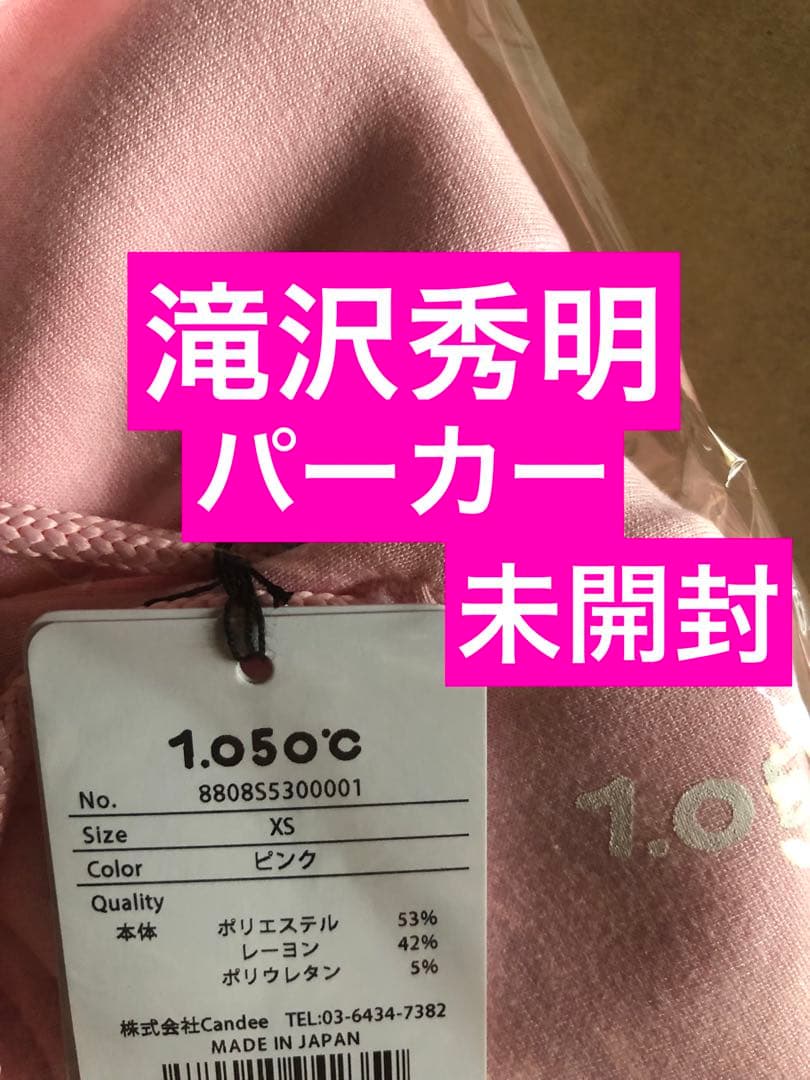 滝沢秀明
パーカー
未開封
1.050℃
No. 8808S5300001
Size XS
Color ピンク
Quality
本体 ポリエステル 53%
レーヨン 42%
ポリウレタン 5%
株式会社Candee TEL:03-6434-7382
MADE IN JAPAN
1.0